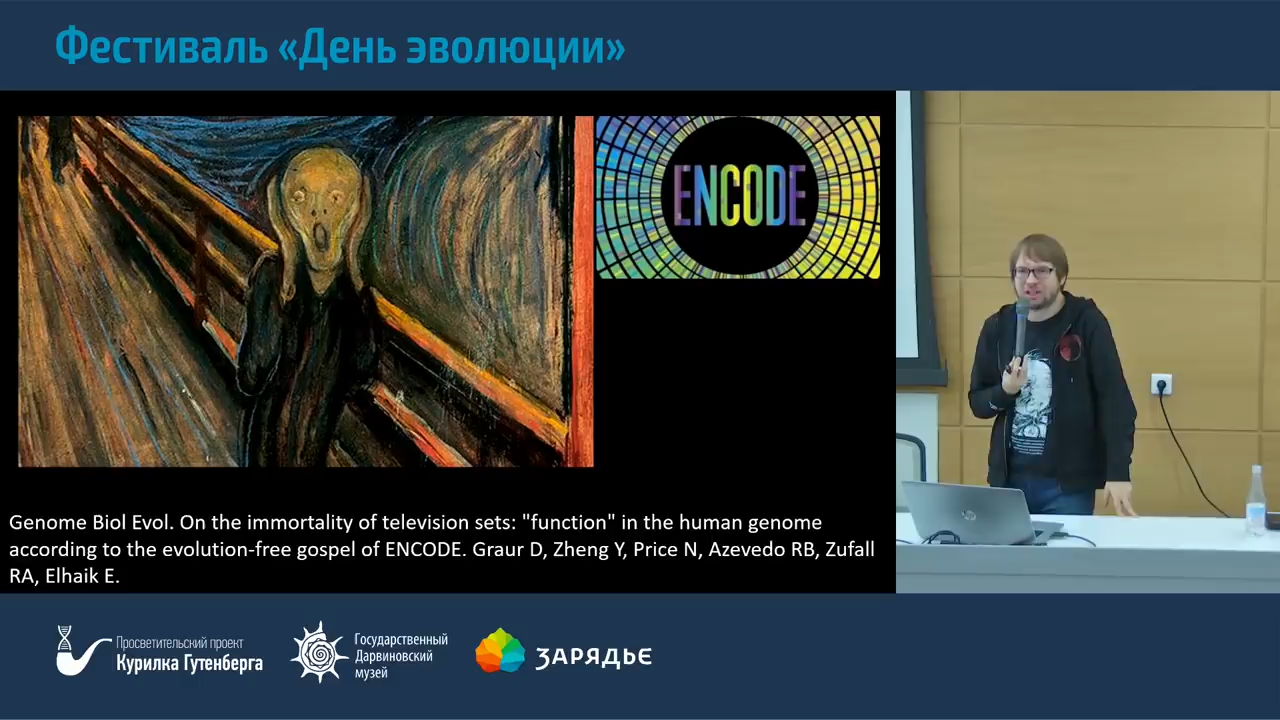 Фестиваль «День эволюции»
ENCODE
Genome Biol Evol. On the immortality of television sets: "function" in the human genome
according to the evolution-free gospel of ENCODE. Graur D, Zheng Y, Price N, Azevedo RB, Zufall
RA, Elhaik E.
Просветительский проект
Курилка Гутенберга
Государственный
Дарвиновский
музей
ЗАРЯДЬЕ